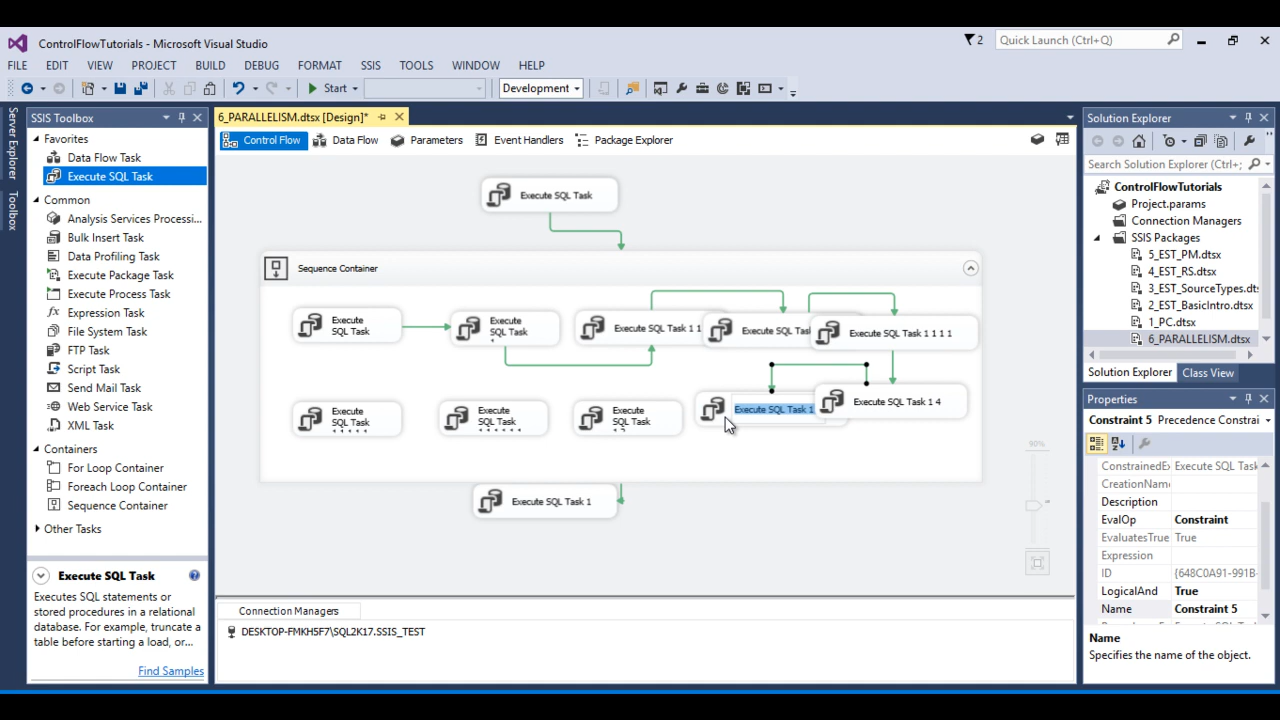 ControlFlowTutorials - Microsoft Visual Studio
2
Quick Launch (Ctrl+Q)
FILE EDIT VIEW PROJECT BUILD DEBUG FORMAT SSIS TOOLS WINDOW HELP
Start
Development
Server Explorer
Toolbox
SSIS Toolbox
Favorites
Data Flow Task
Execute SQL Task
Common
Analysis Services Processi...
Bulk Insert Task
Data Profiling Task
Execute Package Task
Execute Process Task
Expression Task
File System Task
FTP Task
Script Task
Send Mail Task
Web Service Task
XML Task
Containers
For Loop Container
Foreach Loop Container
Sequence Container
Other Tasks
Execute SQL Task
Executes SQL statements or
stored procedures in a relational
database. For example, truncate a
table before starting a load, or...
Find Samples
6_PARALLELISM.dtsx [Design]*
Control Flow Data Flow Parameters Event Handlers Package Explorer
Execute SQL Task
Sequence Container
Execute
SQL Task
Execute
SQL Task
Execute SQL Task 1 1
Execute SQL Tas
Execute SQL Task 1 1 1 1
Execute
SQL Task
Execute
SQL Task
Execute
SQL Task
Execute SQL Task 1
Execute SQL Task 1 4
Execute SQL Task 1
90%
Connection Managers
DESKTOP-FMKH5F7\SQL2K17.SSIS_TEST
Solution Explorer
Search Solution Explorer (Ctrl+;
ControlFlowTutorials
Project.params
Connection Managers
SSIS Packages
5_EST_PM.dtsx
4_EST_RS.dtsx
3_EST_SourceTypes.dts
2_EST_BasicIntro.dtsx
1_PC.dtsx
6_PARALLELISM.dtsx
Solution Explorer Class View
Properties
Constraint 5 Precedence Constrai
ConstrainedEx Execute SQL Task
CreationName
Description
EvalOp Constraint
EvaluatesTrue True
Expression
ID {648C0A91-991B-
LogicalAnd True
Name Constraint 5
Name
Specifies the name of the object.